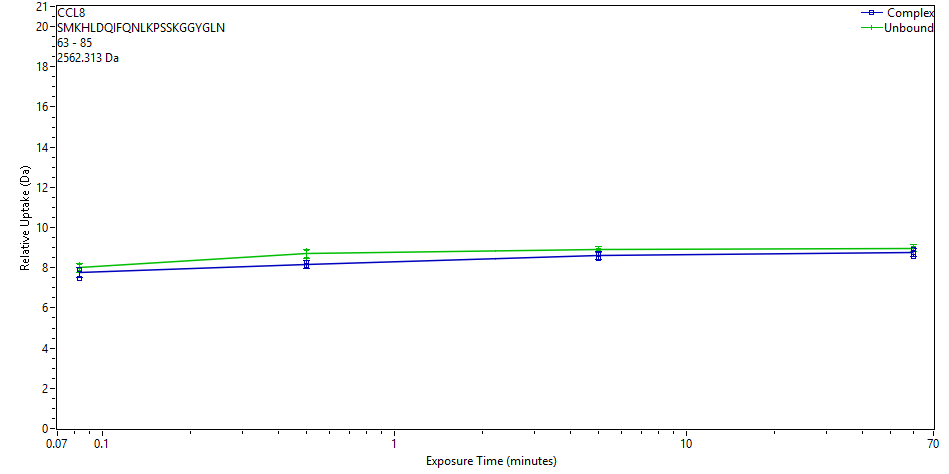 CCL8
SMKHLDQIFQNLKPSSKGGYGLN
63 - 85
2562.313 Da
Complex
Unbound
21
20
18
16
14
12
10
8
6
4
2
0
Relative Uptake (Da)
0.07 0.1 1 10 70
Exposure Time (minutes)